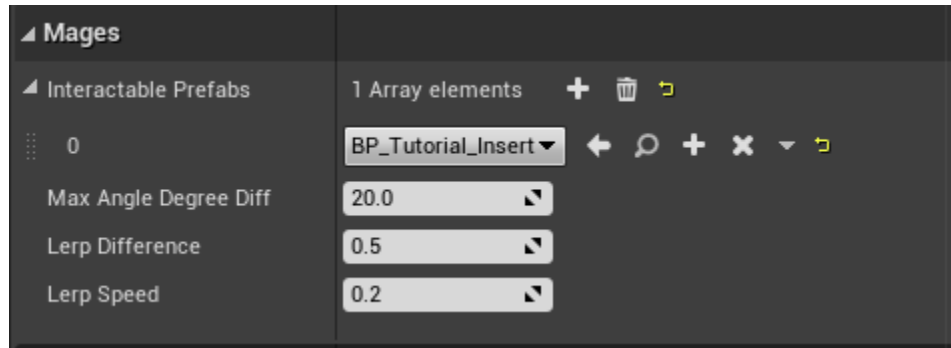 Mages
Interactable Prefabs 1 Array elements
0 BP_Tutorial_Insert
Max Angle Degree Diff 20.0
Lerp Difference 0.5
Lerp Speed 0.2